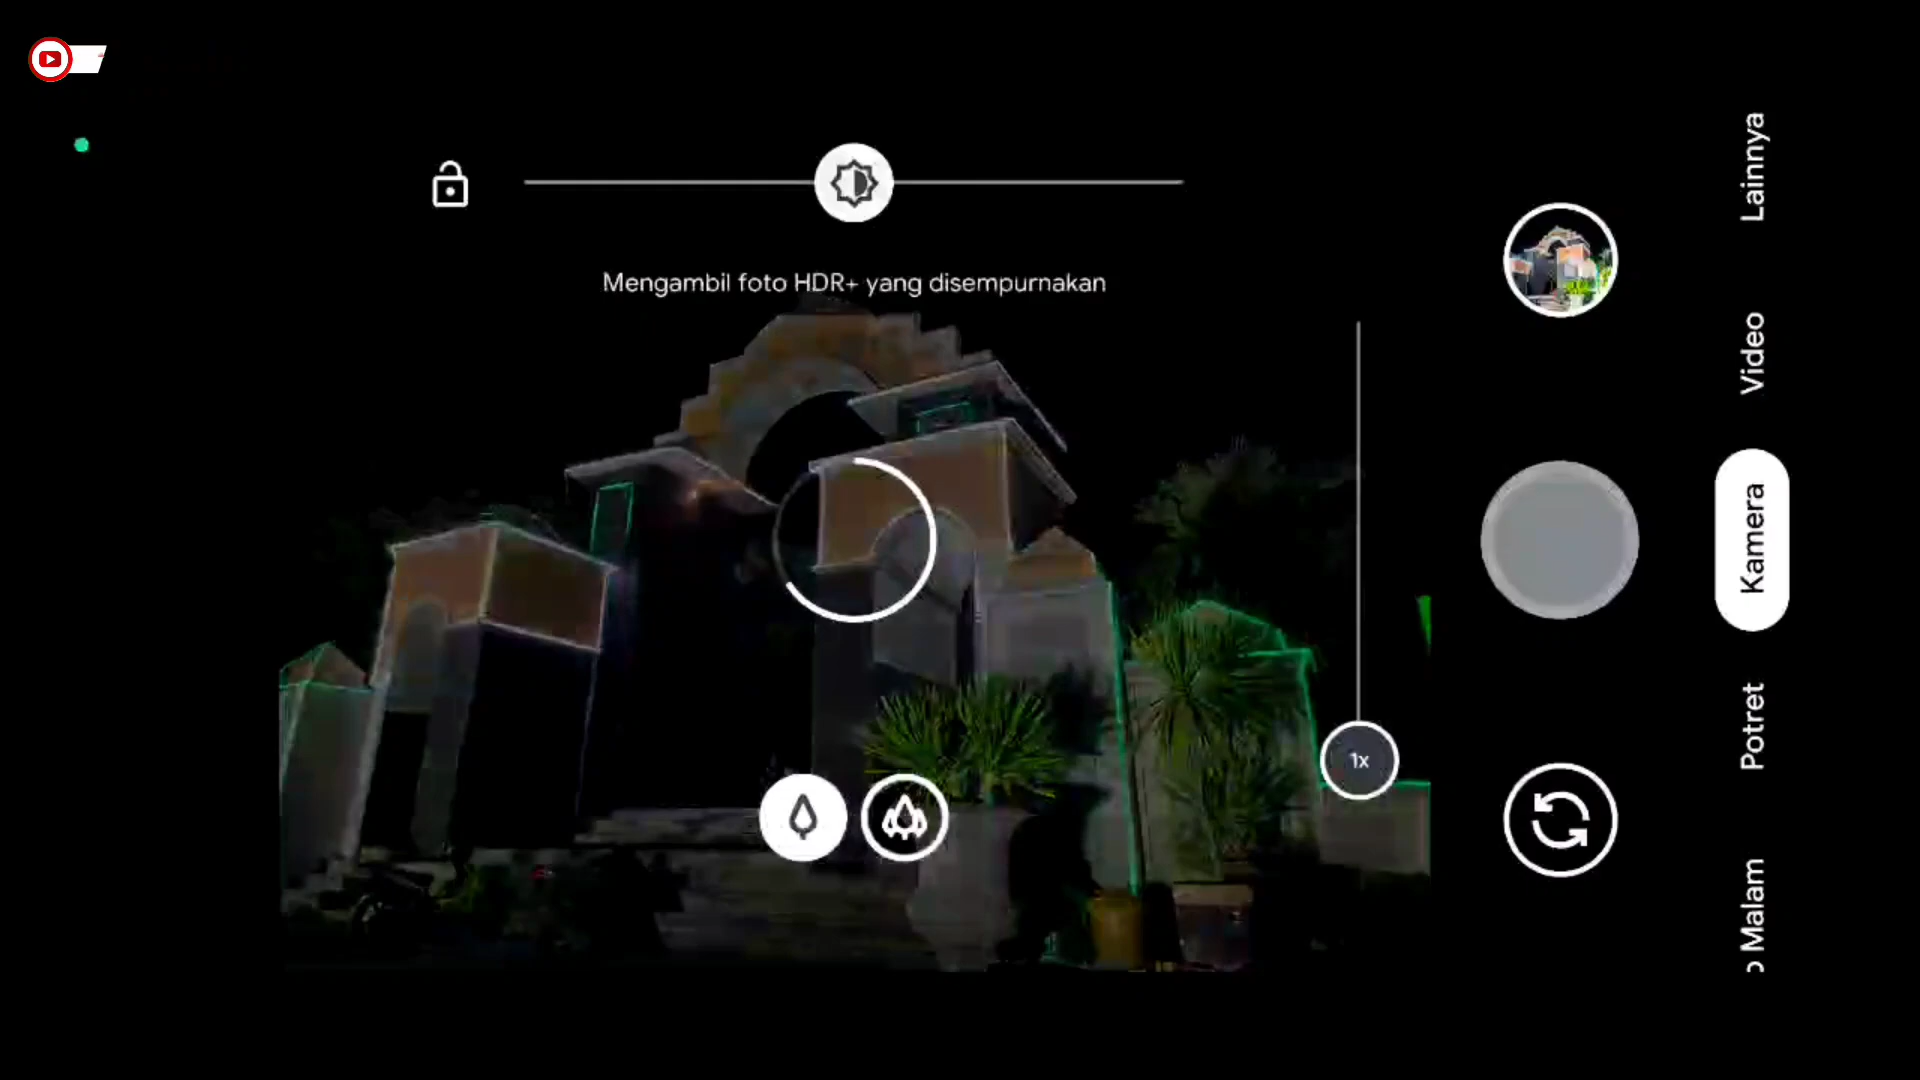 Mengambil foto HDR+ yang disempurnakan
1x
Lainnya
Video
Kamera
Potret
Malam